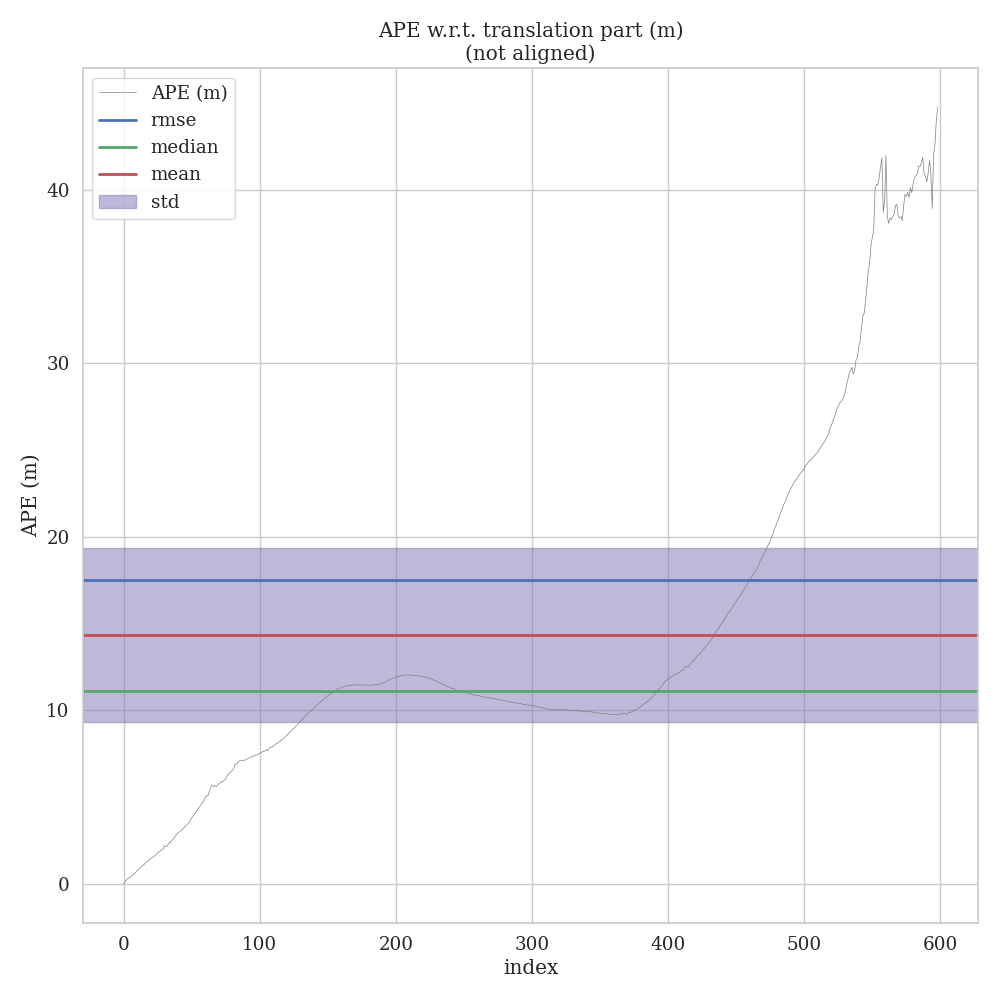 APE w.r.t. translation part (m)
(not aligned)
APE (m)
rmse
median
mean
std
40
30
20
10
0
APE (m)
0 100 200 300 400 500 600
index